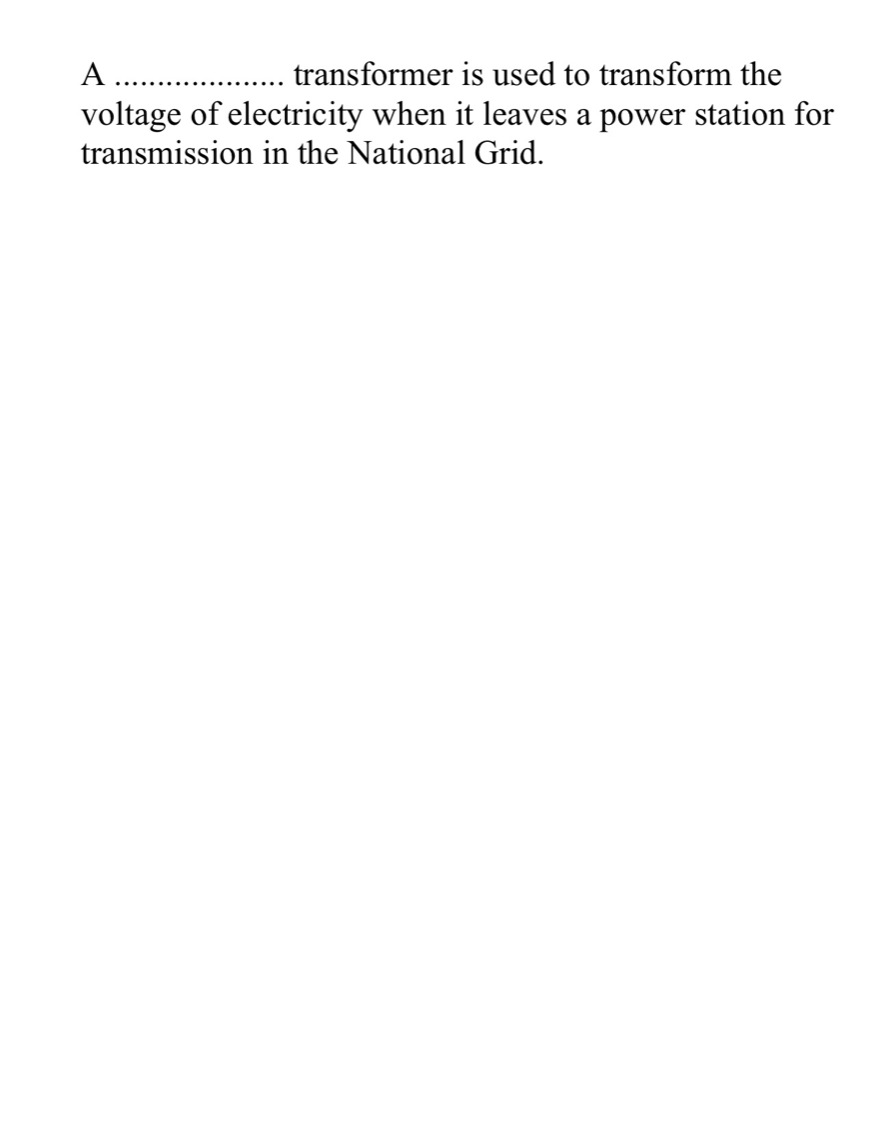 A .................... transformer is used to transform the
voltage of electricity when it leaves a power station for
transmission in the National Grid.